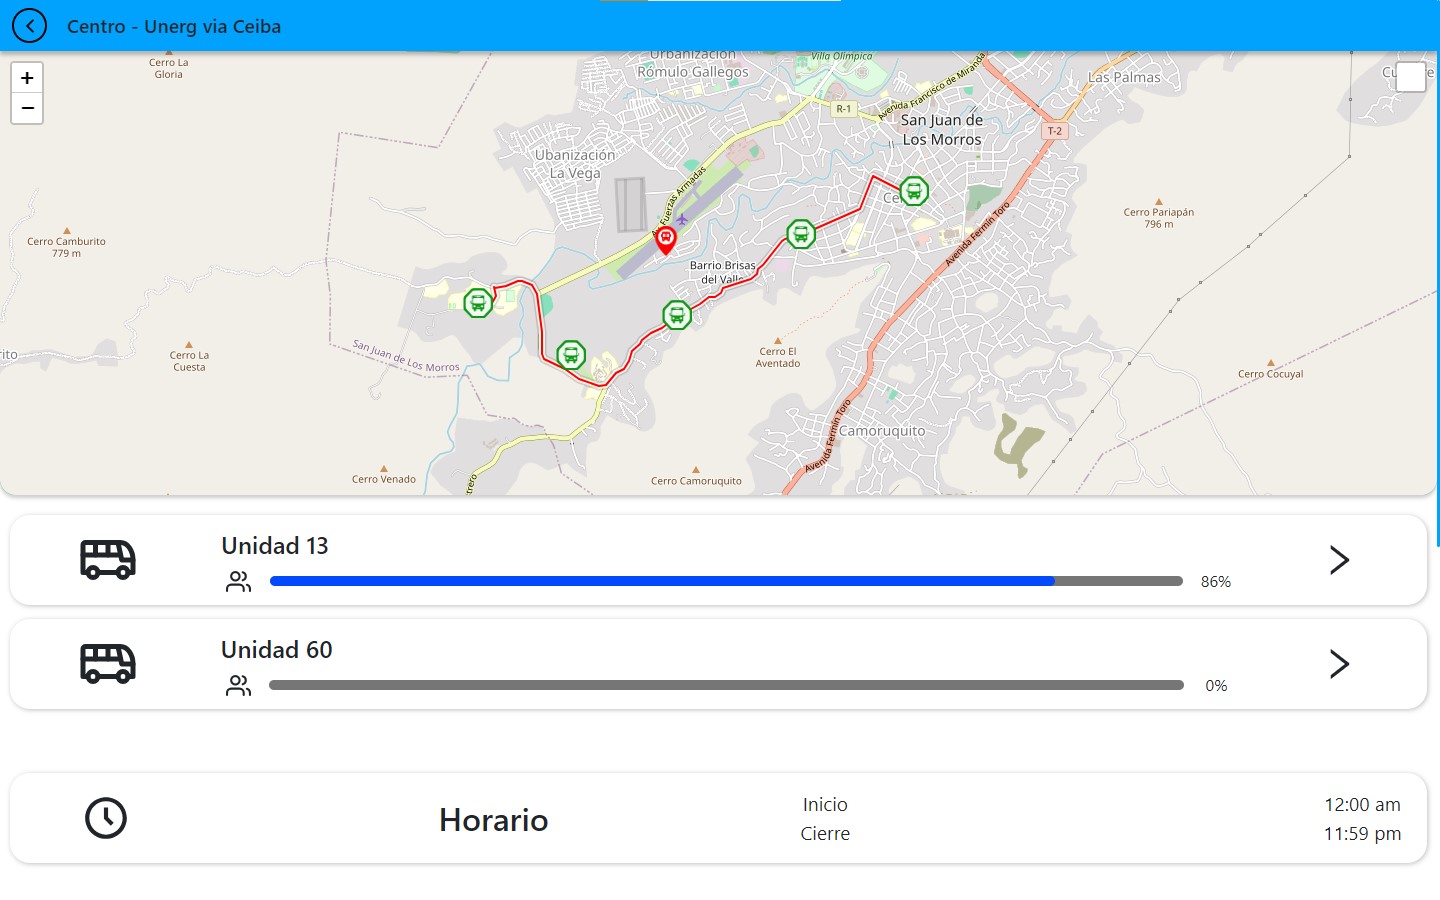 Centro - Unerg via Ceiba
+
−
Cerro La
Gloria
Urbanización
Rómulo Gallegos
Villa Olímpica
Avenida Francisco de Miranda
Las Palmas
R-1
San Juan de
Los Morros
T-2
Ubanización
La Vega
Av. Fuerzas Armadas
Cerro Pariapán
796 m
Cerro Camburito
779 m
Barrio Brisas
del Valle
Avenida Fermín Toro
San Juan de Los Morros
Cerro La
Cuesta
Cerro El
Aventado
Cerro Cocuyal
Avenida Fermín Toro
Camoruquito
Cerro Venado
Cerro Camoruquito
Unidad 13
86%
Unidad 60
0%
Horario
Inicio
12:00 am
Cierre
11:59 pm